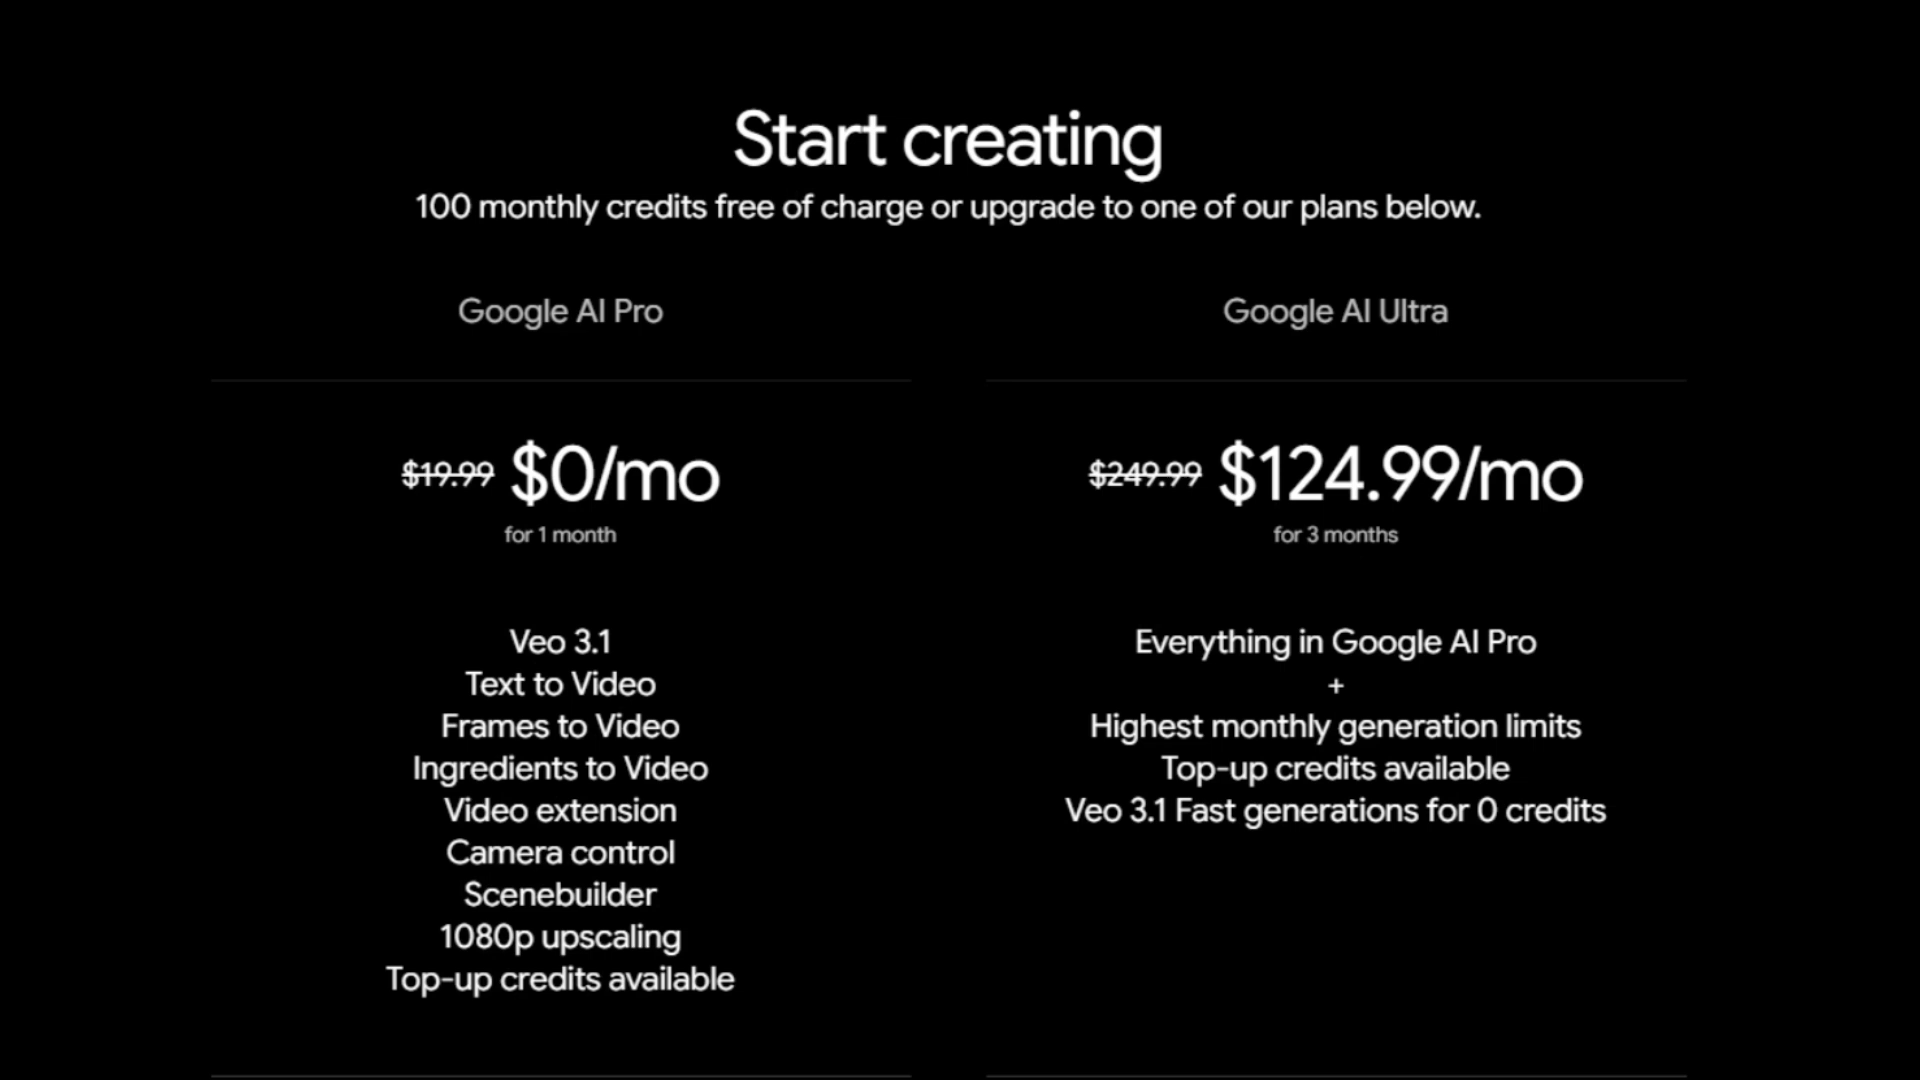 Start creating
100 monthly credits free of charge or upgrade to one of our plans below.
Google AI Pro
$19.99 $0/mo
for 1 month
Veo 3.1
Text to Video
Frames to Video
Ingredients to Video
Video extension
Camera control
Scenebuilder
1080p upscaling
Top-up credits available
Google AI Ultra
$249.99 $124.99/mo
for 3 months
Everything in Google AI Pro
+
Highest monthly generation limits
Top-up credits available
Veo 3.1 Fast generations for 0 credits